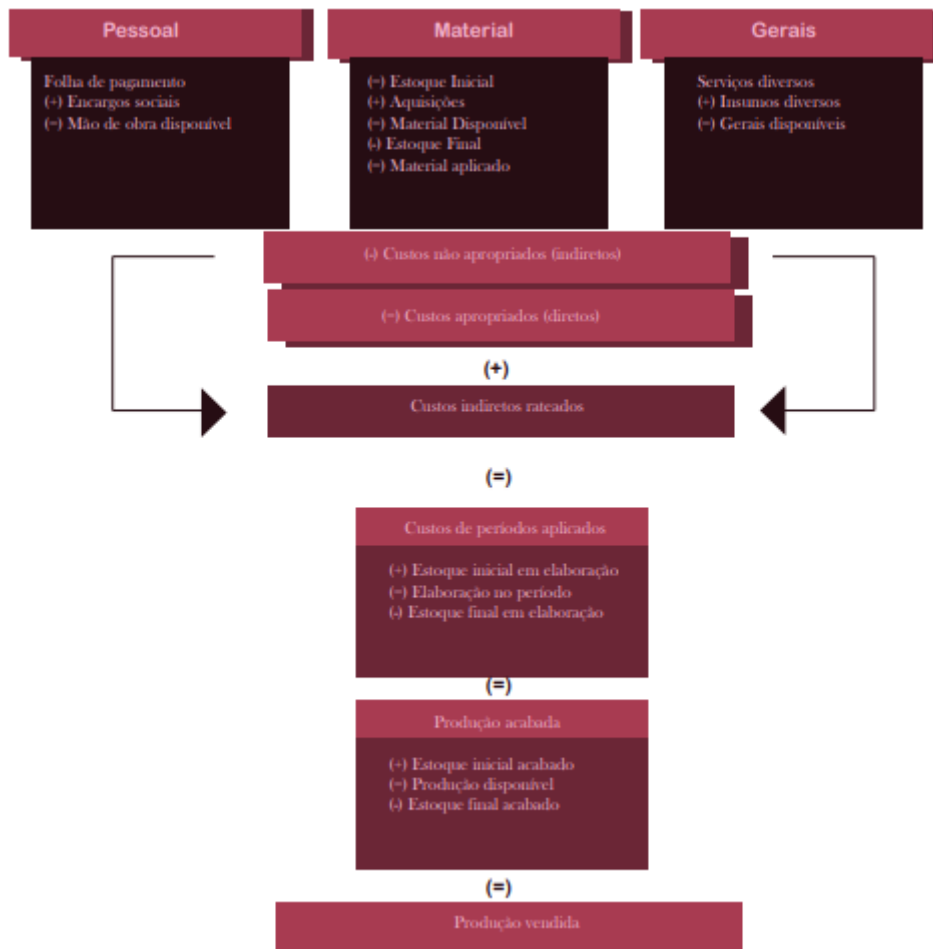 Pessoal
Folha de pagamento
(+) Encargos sociais
(=) Mão de obra disponível
Material
(=) Estoque Inicial
(+) Aquisições
(=) Material Disponível
(-) Estoque Final
(=) Material aplicado
Gerais
Serviços diversos
(+) Insumos diversos
(=) Gerais disponíveis
(-) Custos não apropriados (indiretos)
(=) Custos apropriados (diretos)
(+)
Custos indiretos rateados
(=)
Custos de períodos aplicados
(+) Estoque inicial em elaboração
(=) Elaboração no período
(-) Estoque final em elaboração
(=)
Produção acabada
(+) Estoque inicial acabado
(=) Produção disponível
(-) Estoque final acabado
(=)
Produção vendida